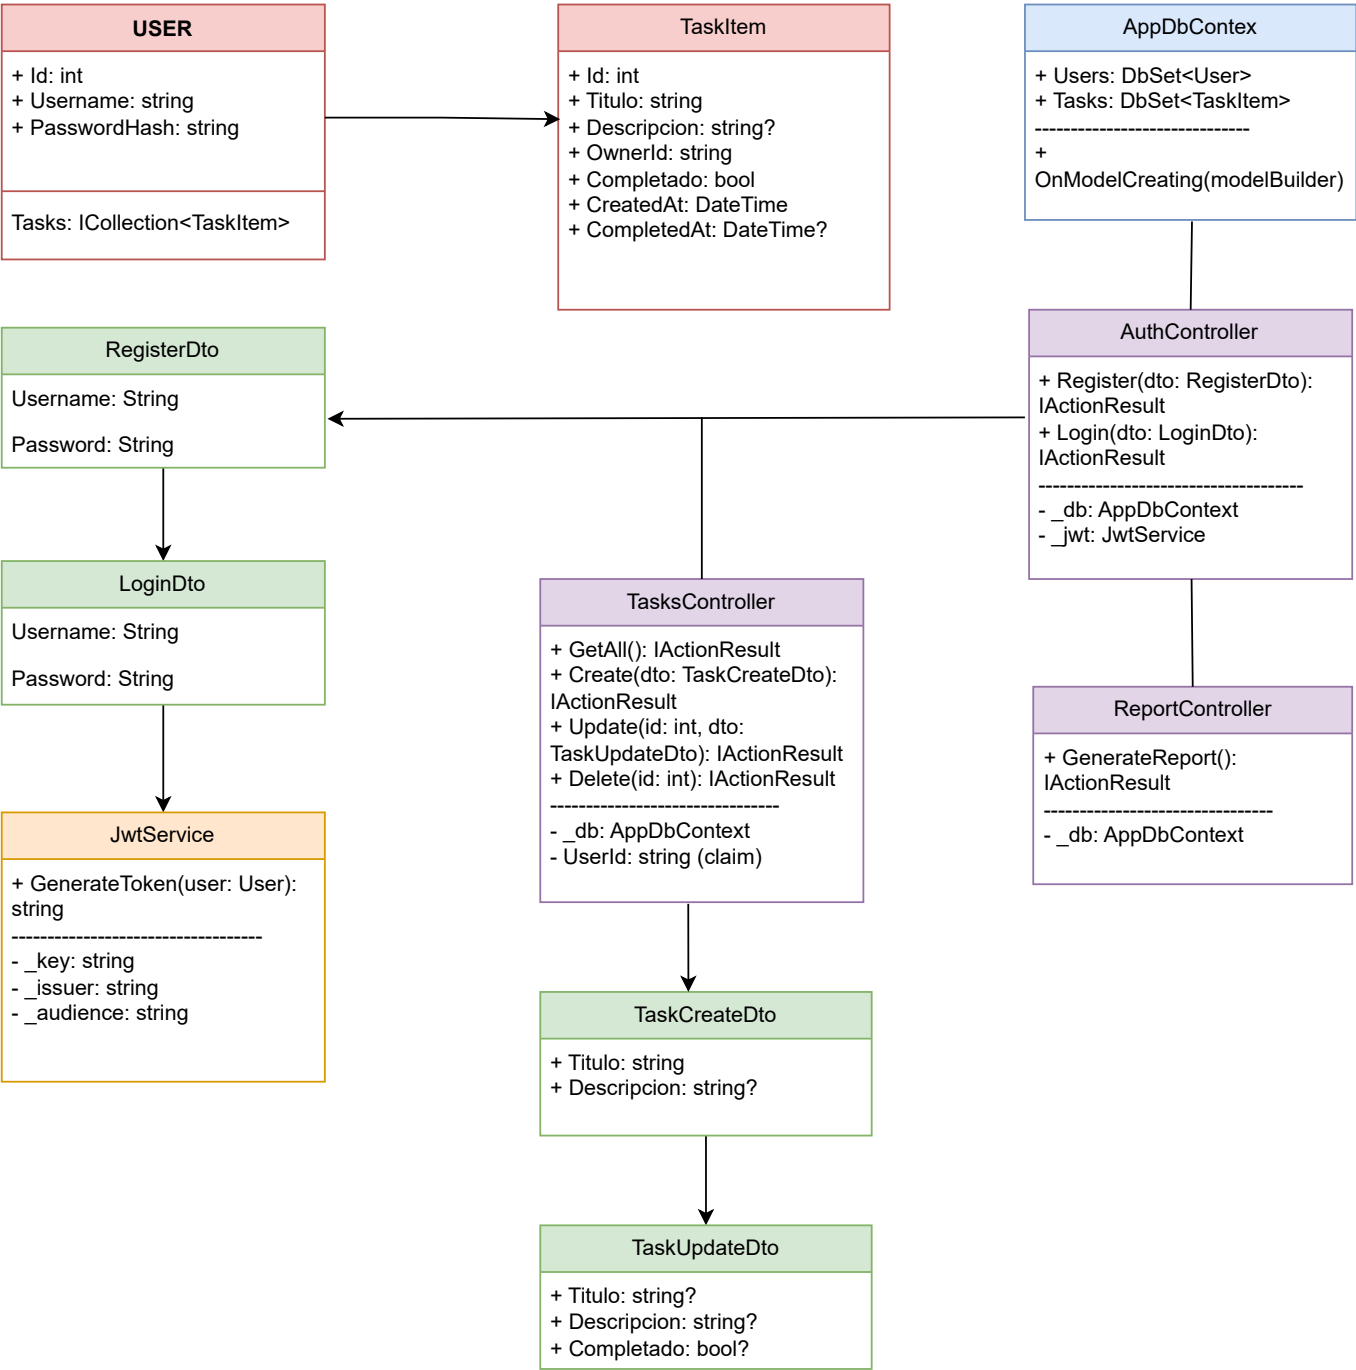 USER
+ Id: int
+ Username: string
+ PasswordHash: string
Tasks: ICollection<TaskItem>
TaskItem
+ Id: int
+ Titulo: string
+ Descripcion: string?
+ OwnerId: string
+ Completado: bool
+ CreatedAt: DateTime
+ CompletedAt: DateTime?
AppDbContex
+ Users: DbSet<User>
+ Tasks: DbSet<TaskItem>
------------------------------
+
OnModelCreating(modelBuilder)
RegisterDto
Username: String
Password: String
AuthController
+ Register(dto: RegisterDto):
IActionResult
+ Login(dto: LoginDto):
IActionResult
-------------------------------------
- _db: AppDbContext
- _jwt: JwtService
LoginDto
Username: String
Password: String
TasksController
+ GetAll(): IActionResult
+ Create(dto: TaskCreateDto):
IActionResult
+ Update(id: int, dto:
TaskUpdateDto): IActionResult
+ Delete(id: int): IActionResult
--------------------------------
- _db: AppDbContext
- UserId: string (claim)
ReportController
+ GenerateReport():
IActionResult
--------------------------------
- _db: AppDbContext
JwtService
+ GenerateToken(user: User):
string
-----------------------------------
- _key: string
- _issuer: string
- _audience: string
TaskCreateDto
+ Titulo: string
+ Descripcion: string?
TaskUpdateDto
+ Titulo: string?
+ Descripcion: string?
+ Completado: bool?